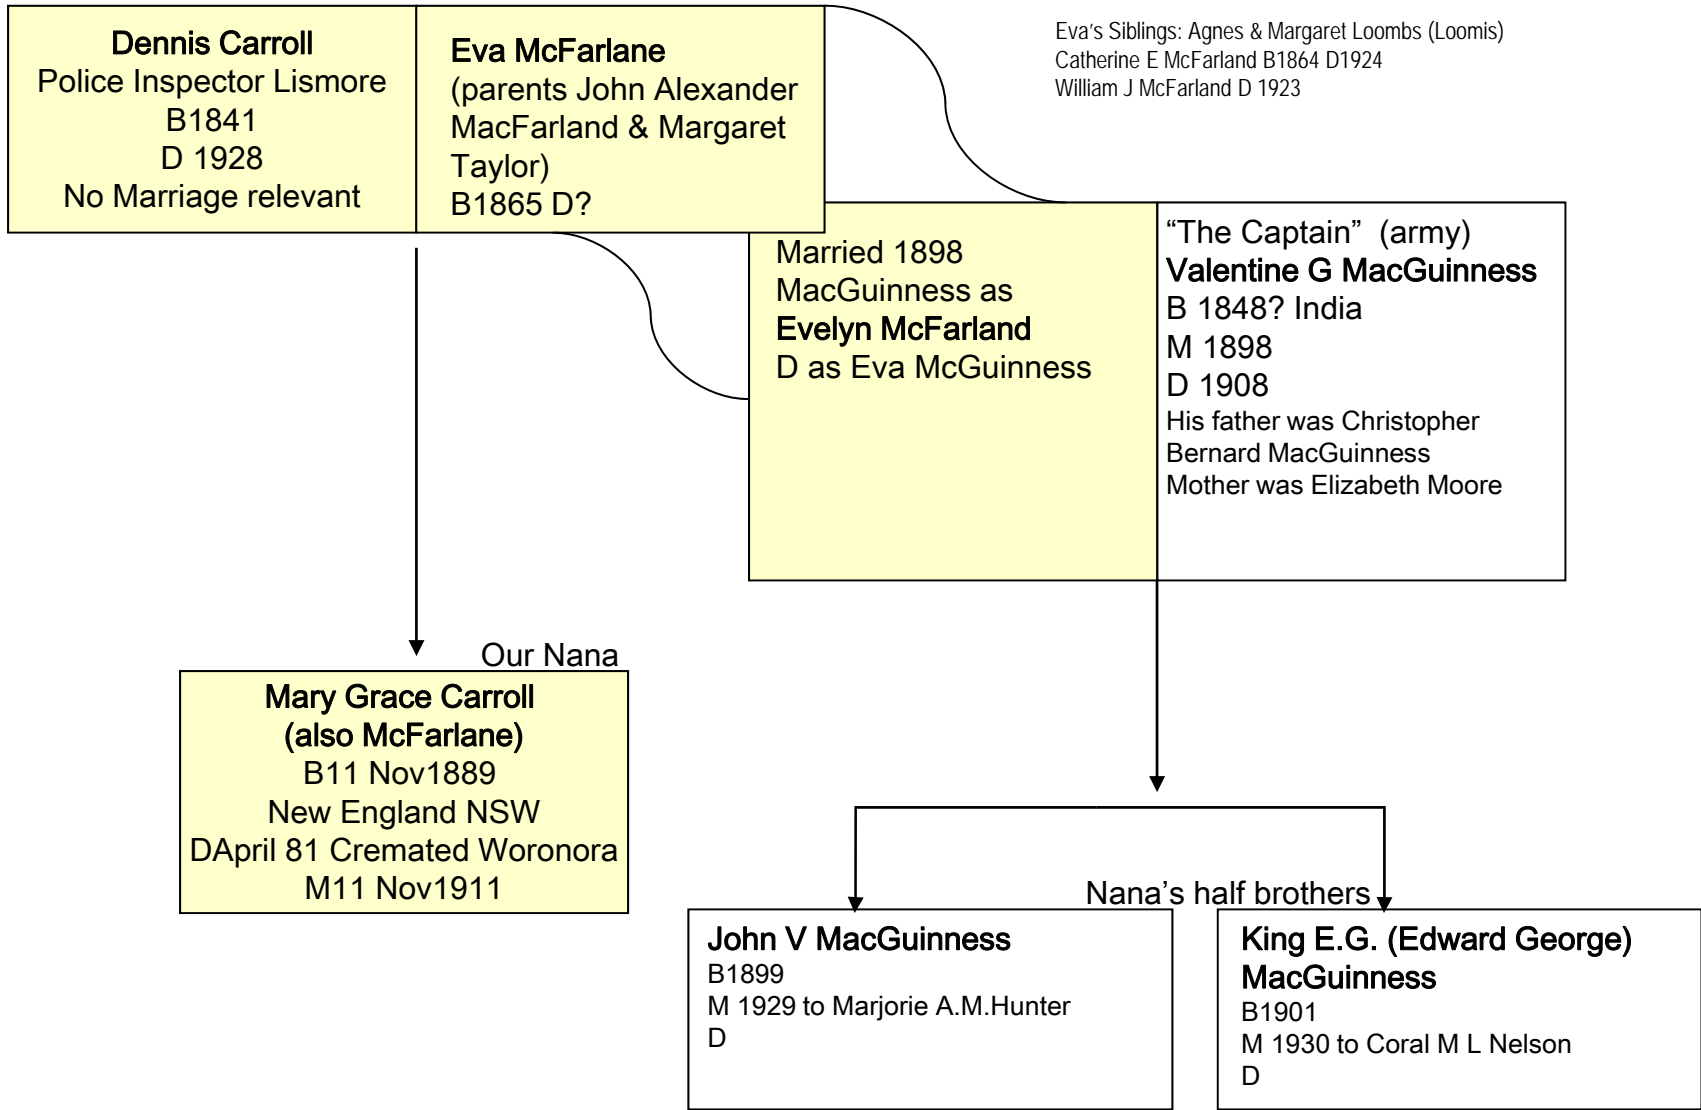 Dennis Carroll
Police Inspector Lismore
B1841
D 1928
No Marriage relevant
Eva McFarlane
(parents John Alexander
MacFarland & Margaret
Taylor)
B1865 D?
Eva's Siblings: Agnes & Margaret Loombs (Loomis)
Catherine E McFarland B1864 D1924
William J McFarland D 1923
Married 1898
MacGuinness as
Evelyn McFarland
D as Eva McGuinness
“The Captain”  (army)
Valentine G MacGuinness
B 1848? India
M 1898
D 1908
His father was Christopher
Bernard MacGuinness
Mother was Elizabeth Moore
Our Nana
Mary Grace Carroll
(also McFarlane)
B11 Nov1889
New England NSW
DApril 81 Cremated Woronora
M11 Nov1911
Nana’s half brothers
John V MacGuinness
B1899
M 1929 to Marjorie A.M.Hunter
D
King E.G. (Edward George)
MacGuinness
B1901
M 1930 to Coral M L Nelson
D